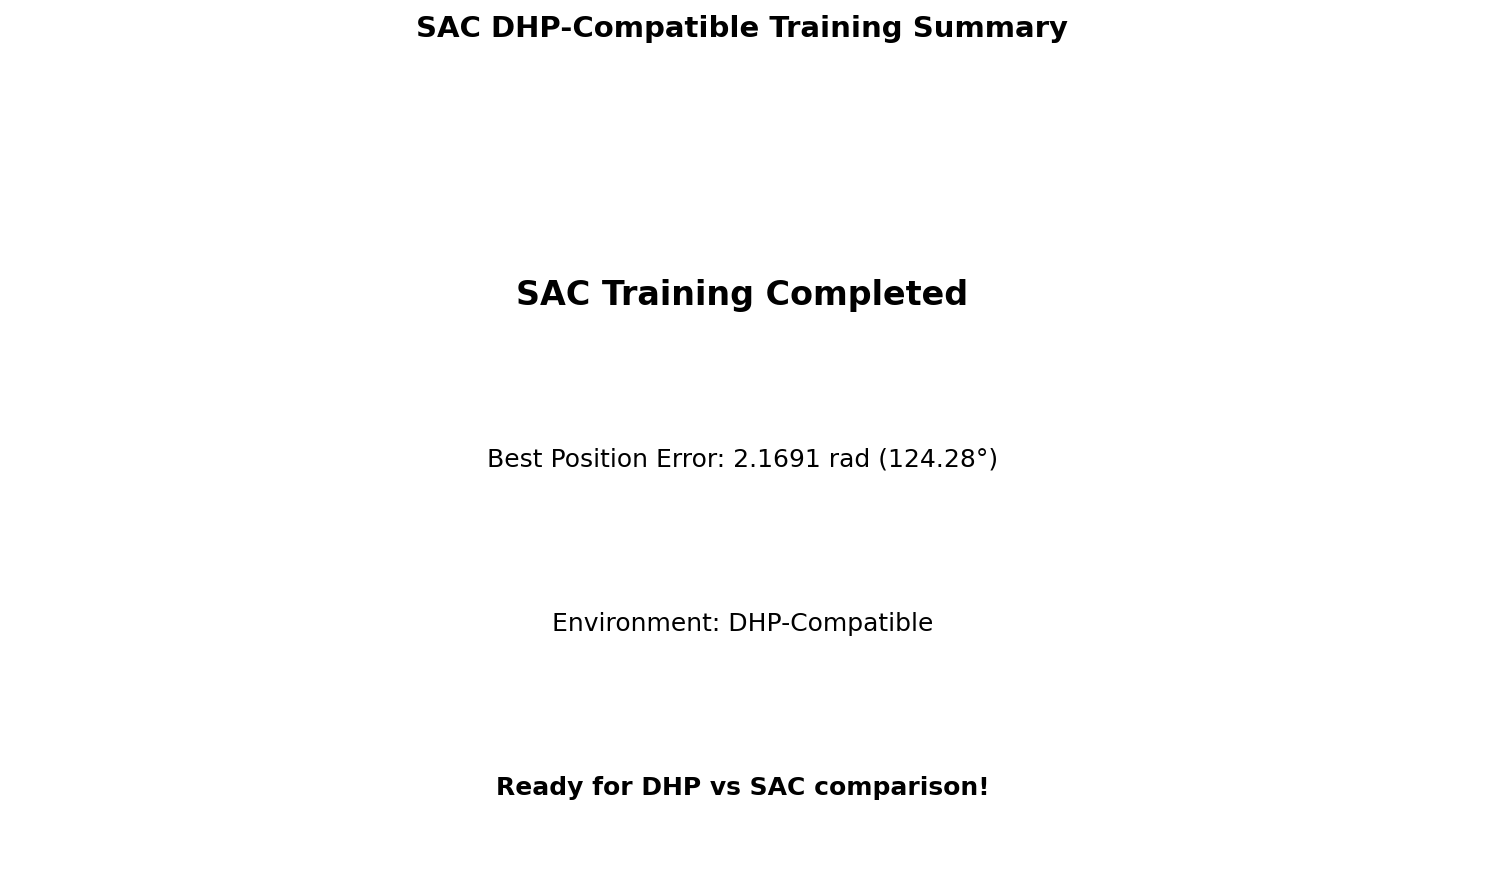 SAC DHP-Compatible Training Summary
SAC Training Completed
Best Position Error: 2.1691 rad (124.28°)
Environment: DHP-Compatible
Ready for DHP vs SAC comparison!